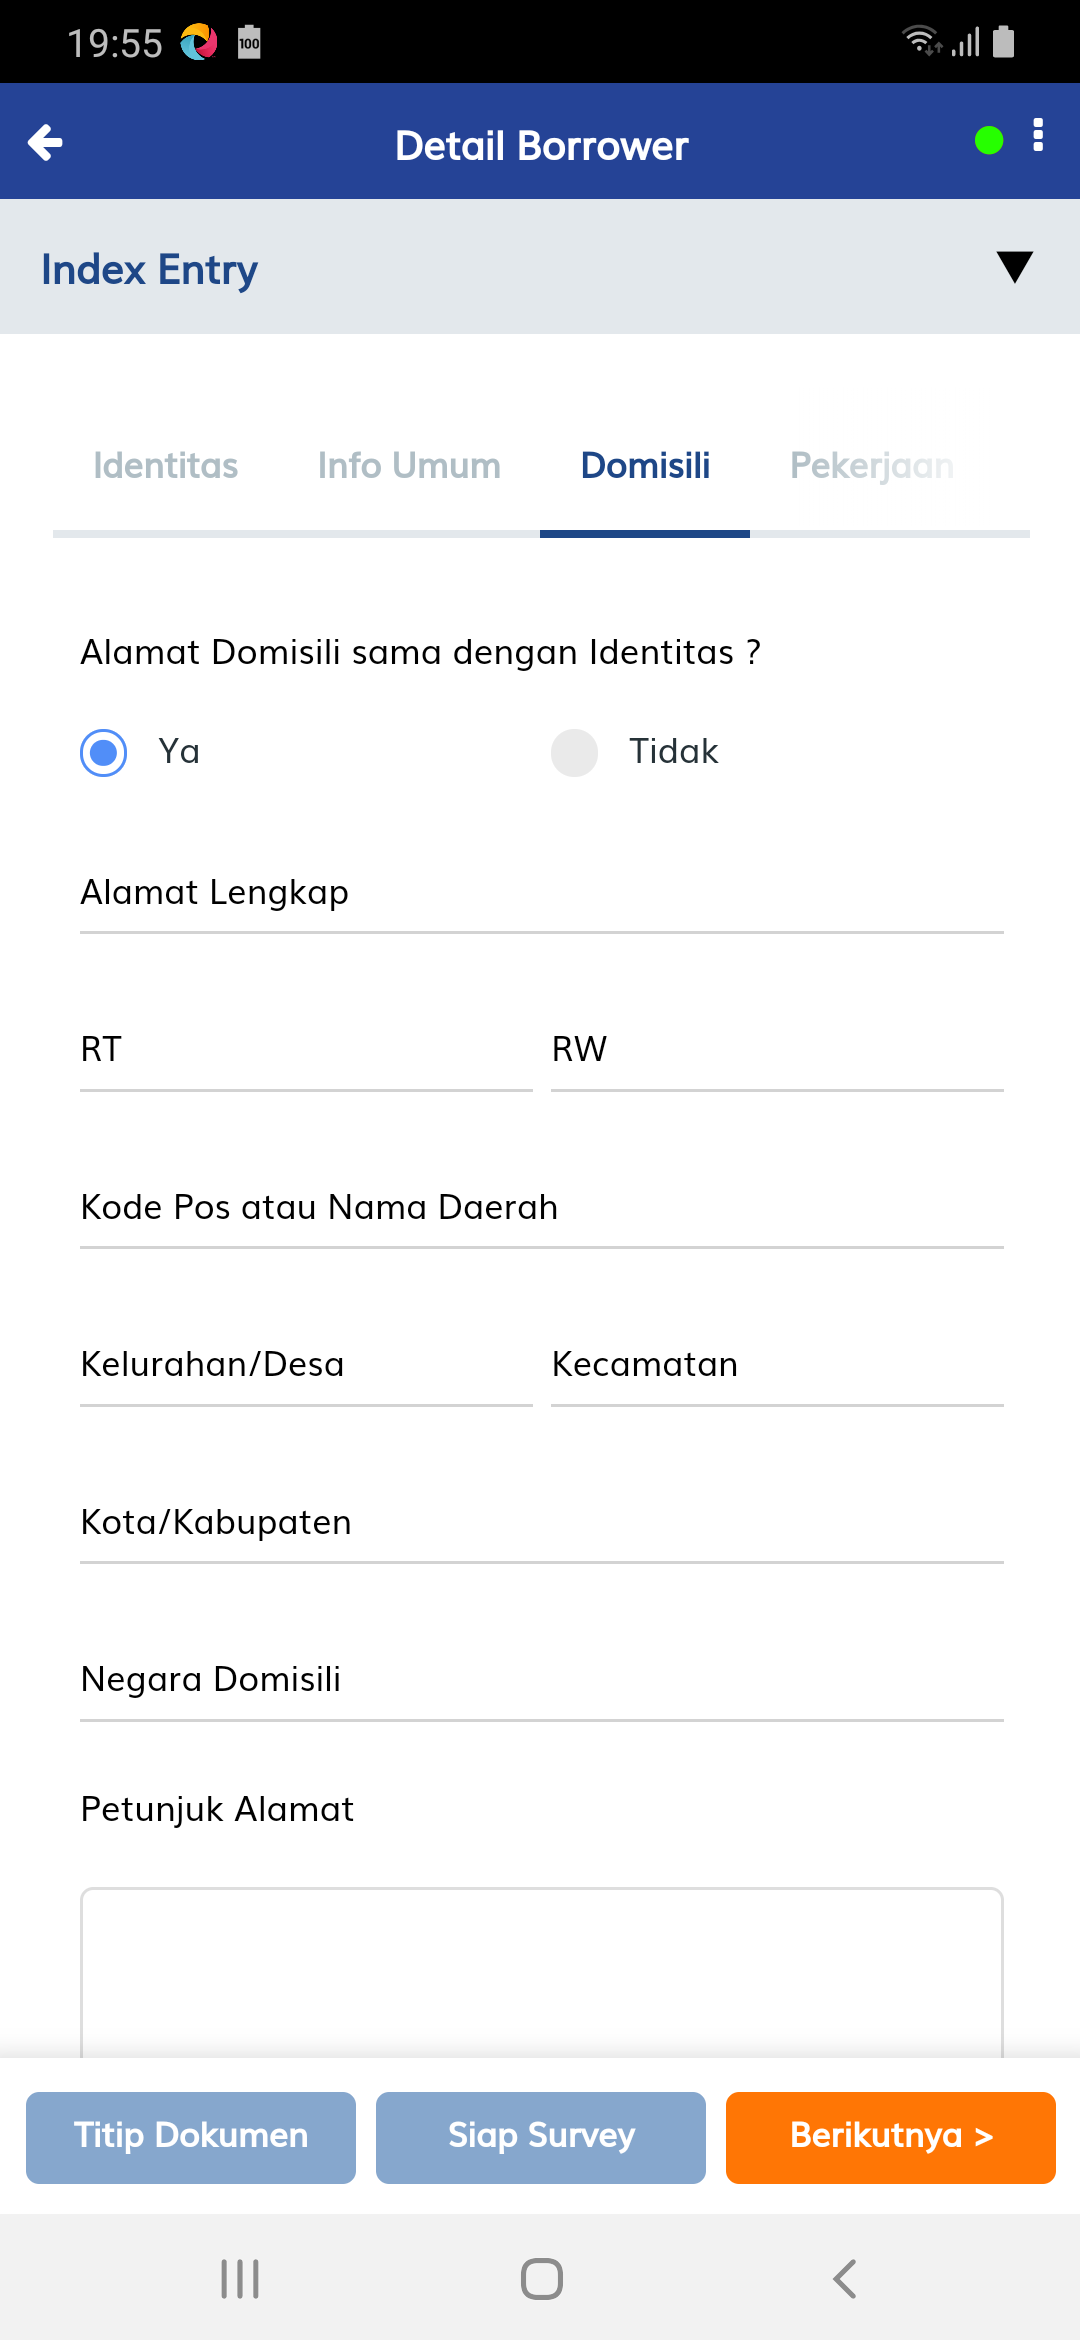 19:55 100
Detail Borrower
Index Entry
Identitas Info Umum Domisili Pekerjaan
Alamat Domisili sama dengan Identitas ?
Ya Tidak
Alamat Lengkap
RT RW
Kode Pos atau Nama Daerah
Kelurahan/Desa Kecamatan
Kota/Kabupaten
Negara Domisili
Petunjuk Alamat
Titip Dokumen Siap Survey Berikutnya >